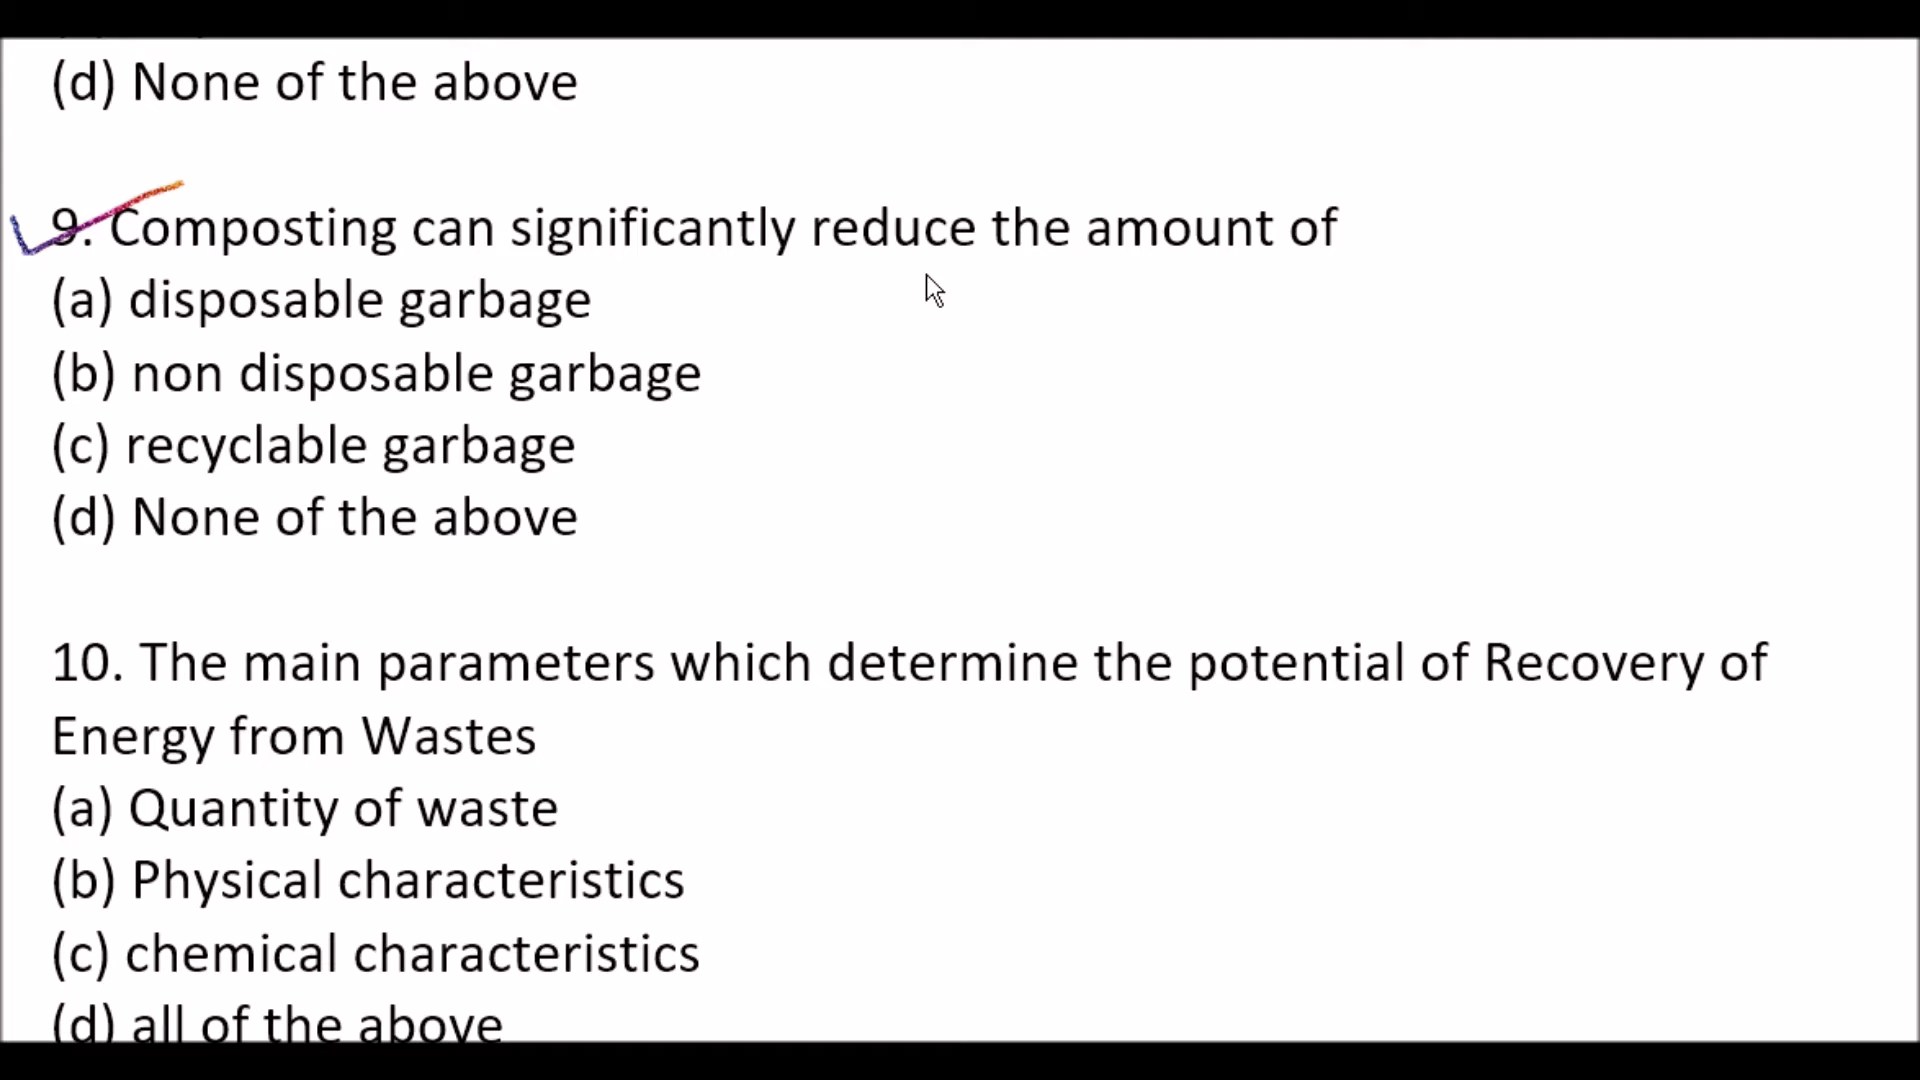 (d) None of the above
9. Composting can significantly reduce the amount of
(a) disposable garbage
(b) non disposable garbage
(c) recyclable garbage
(d) None of the above
10. The main parameters which determine the potential of Recovery of
Energy from Wastes
(a) Quantity of waste
(b) Physical characteristics
(c) chemical characteristics
(d) all of the above